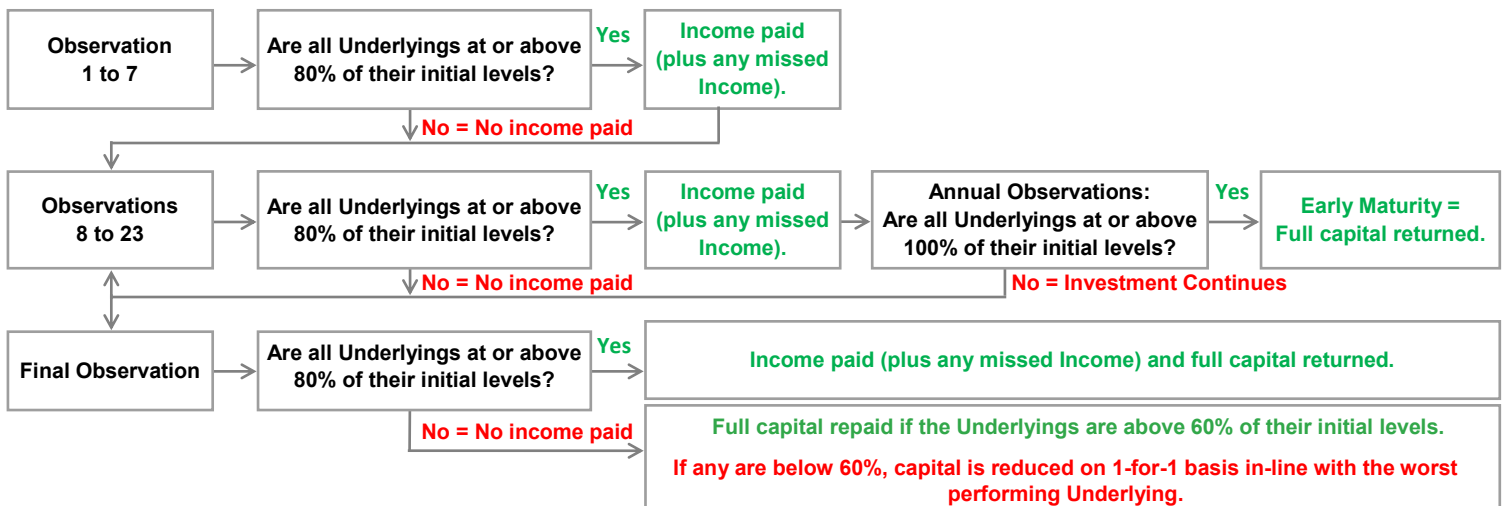 Observation
1 to 7
Are all Underlyings at or above
80% of their initial levels?
Yes
Income paid
(plus any missed
Income).
No = No income paid
Observations
8 to 23
Are all Underlyings at or above
80% of their initial levels?
Yes
Income paid
(plus any missed
Income).
Annual Observations:
Are all Underlyings at or above
100% of their initial levels?
Yes
Early Maturity =
Full capital returned.
No = No income paid
No = Investment Continues
Final Observation
Are all Underlyings at or above
80% of their initial levels?
Yes
Income paid (plus any missed Income) and full capital returned.
No = No income paid
Full capital repaid if the Underlyings are above 60% of their initial levels.
If any are below 60%, capital is reduced on 1-for-1 basis in-line with the worst
performing Underlying.